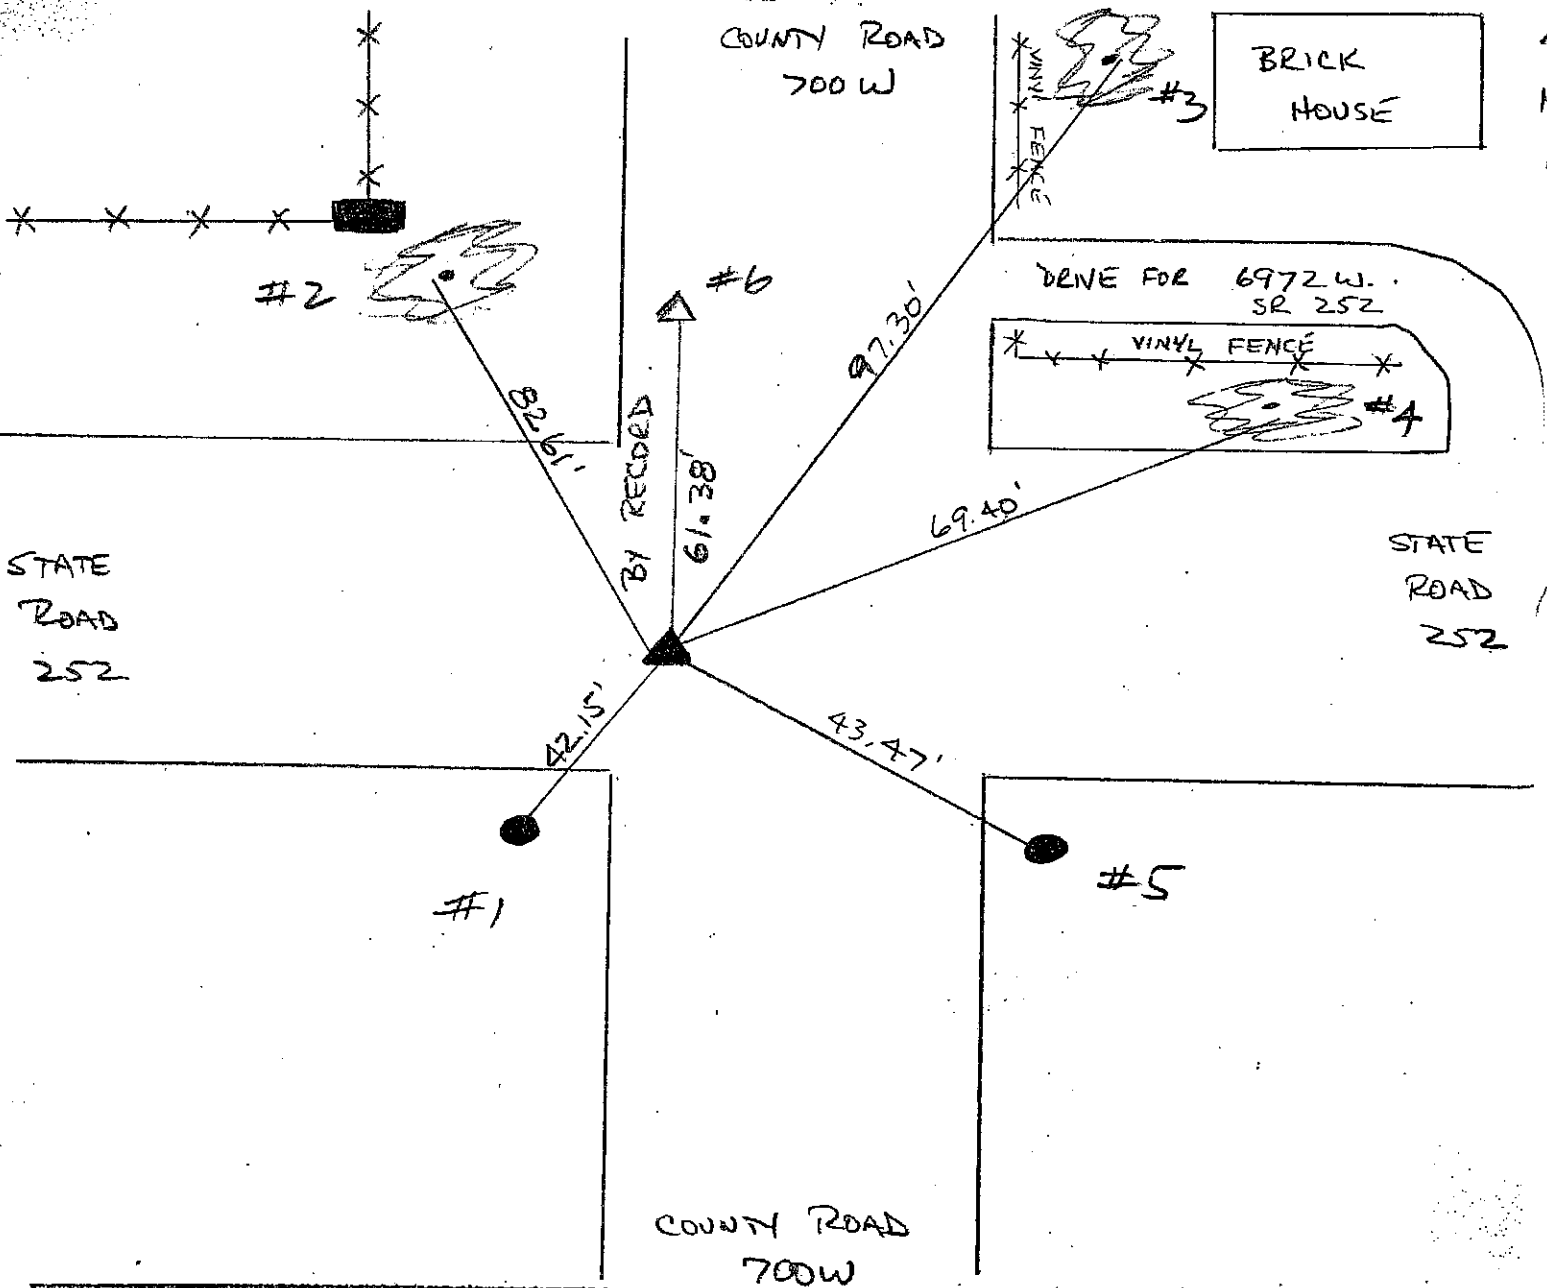 COUNTY ROAD
700 W
BRICK
HOUSE
#3
VINYL FENCE
#2
#6
DRIVE FOR 6972 W.
SR 252
VINYL FENCE
#4
97.30'
82.61'
BY RECORD
61.38'
69.40'
STATE
ROAD
252
STATE
ROAD
252
42.15'
43.47'
#1
#5
COUNTY ROAD
700W